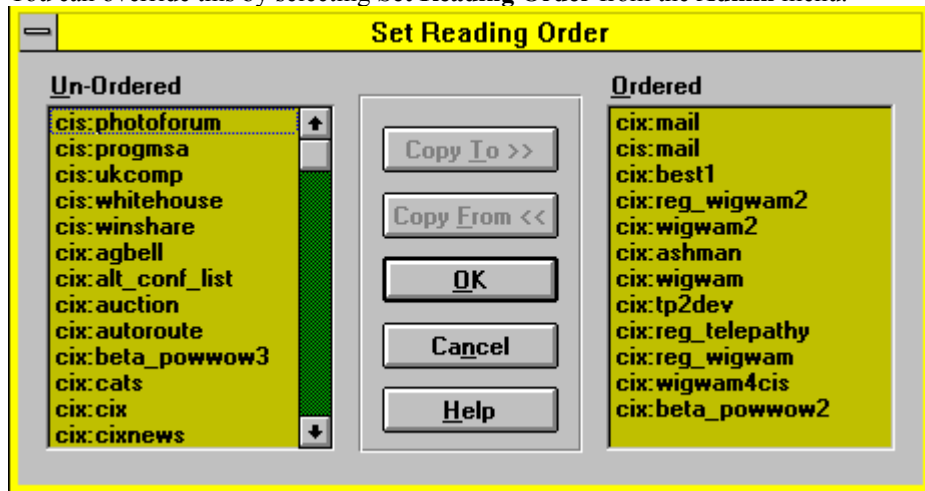 You can override this by selecting Set Reading Order from the Admin menu.
Set Reading Order
Un-Ordered
cis:photoforum
cis:progmsa
cis:ukcomp
cis:whitehouse
cis:winshare
cix:agbell
cix:alt_conf_list
cix:auction
cix:autoroute
cix:beta_powwow3
cix:cats
cix:cix
cix:cixnews
Copy To >>
Copy From <<
OK
Cancel
Help
Ordered
cix:mail
cis:mail
cix:best1
cix:reg_wigwam2
cix:wigwam2
cix:ashman
cix:wigwam
cix:tp2dev
cix:reg_telepathy
cix:reg_wigwam
cix:wigwam4cis
cix:beta_powwow2